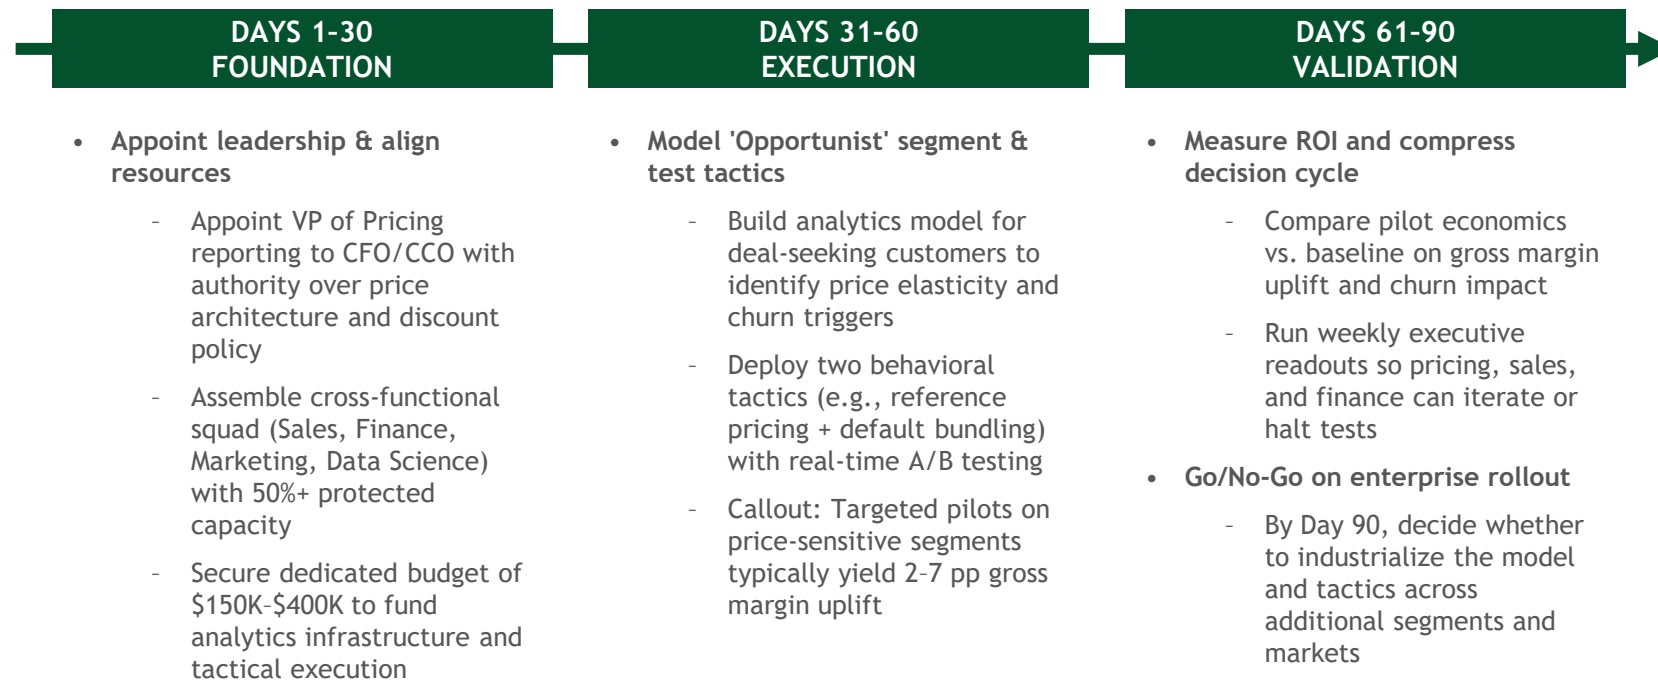 DAYS 1–30
FOUNDATION
• Appoint leadership & align
resources
– Appoint VP of Pricing
reporting to CFO/CCO with
authority over price
architecture and discount
policy
– Assemble cross-functional
squad (Sales, Finance,
Marketing, Data Science)
with 50%+ protected
capacity
– Secure dedicated budget of
$150K–$400K to fund
analytics infrastructure and
tactical execution
DAYS 31–60
EXECUTION
• Model 'Opportunist' segment &
test tactics
– Build analytics model for
deal-seeking customers to
identify price elasticity and
churn triggers
– Deploy two behavioral
tactics (e.g., reference
pricing + default bundling)
with real-time A/B testing
– Callout: Targeted pilots on
price-sensitive segments
typically yield 2–7 pp gross
margin uplift
DAYS 61–90
VALIDATION
• Measure ROI and compress
decision cycle
– Compare pilot economics
vs. baseline on gross margin
uplift and churn impact
– Run weekly executive
readouts so pricing, sales,
and finance can iterate or
halt tests
• Go/No-Go on enterprise rollout
– By Day 90, decide whether
to industrialize the model
and tactics across
additional segments and
markets